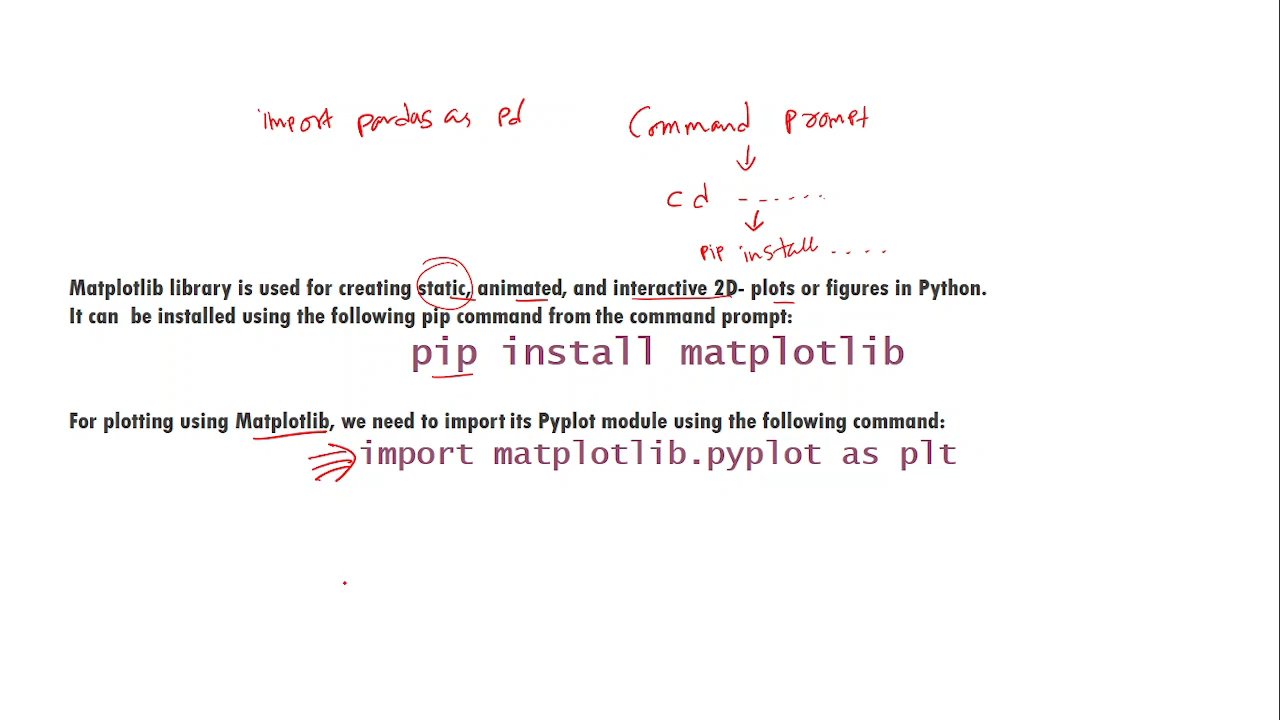 import pandas as pd
Command prompt
cd - - . . . . .
pip install . . . .
Matplotlib library is used for creating static, animated, and interactive 2D- plots or figures in Python.
It can be installed using the following pip command from the command prompt:
pip install matplotlib
For plotting using Matplotlib, we need to import its Pyplot module using the following command:
import matplotlib.pyplot as plt